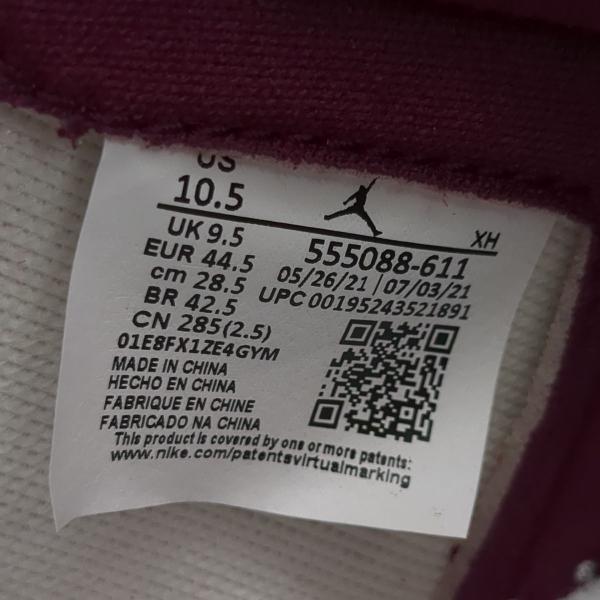 US
10.5
XH
UK 9.5
555088-611
EUR 44.5
05/26/21 | 07/03/21
cm 28.5
UPC 00195243521891
BR 42.5
CN 285(2.5)
01E8FX1ZE4GYM
MADE IN CHINA
HECHO EN CHINA
FABRIQUE EN CHINE
FABRICADO NA CHINA
This product is covered by one or more patents:
www.nike.com/patentsvirtualmarking